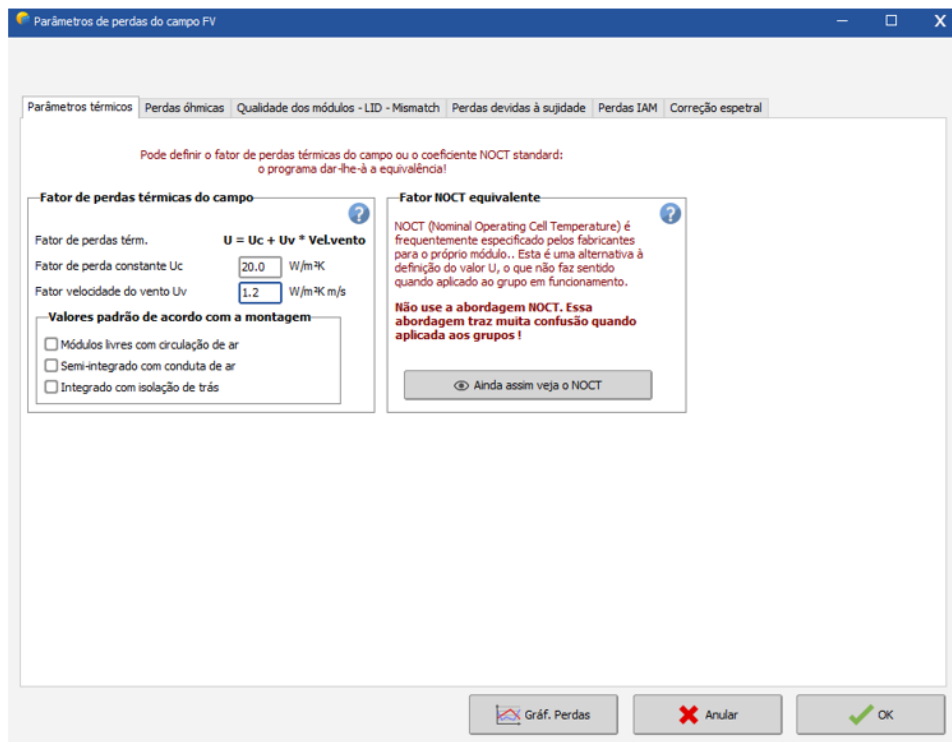 Parâmetros de perdas do campo FV
X
Parâmetros térmicos
Perdas óhmicas
Qualidade dos módulos - LID - Mismatch
Perdas devidas à sujidade
Perdas IAM
Correção espetral
Pode definir o fator de perdas térmicas do campo ou o coeficiente NOCT standard:
o programa dar-lhe-à a equivalência!
Fator de perdas térmicas do campo
?
Fator de perdas térm. U = Uc + Uv * Vel.vento
Fator de perda constante Uc 20.0 W/m²K
Fator velocidade do vento Uv 1.2 W/m²K m/s
Valores padrão de acordo com a montagem
Módulos livres com circulação de ar
Semi-integrado com conduta de ar
Integrado com isolação de trás
Fator NOCT equivalente
?
NOCT (Nominal Operating Cell Temperature) é
frequentemente especificado pelos fabricantes
para o próprio módulo.. Esta é uma alternativa à
definição do valor U, o que não faz sentido
quando aplicado ao grupo em funcionamento.
Não use a abordagem NOCT. Essa
abordagem traz muita confusão quando
aplicada aos grupos !
Ainda assim veja o NOCT
Gráf. Perdas
Anular
OK